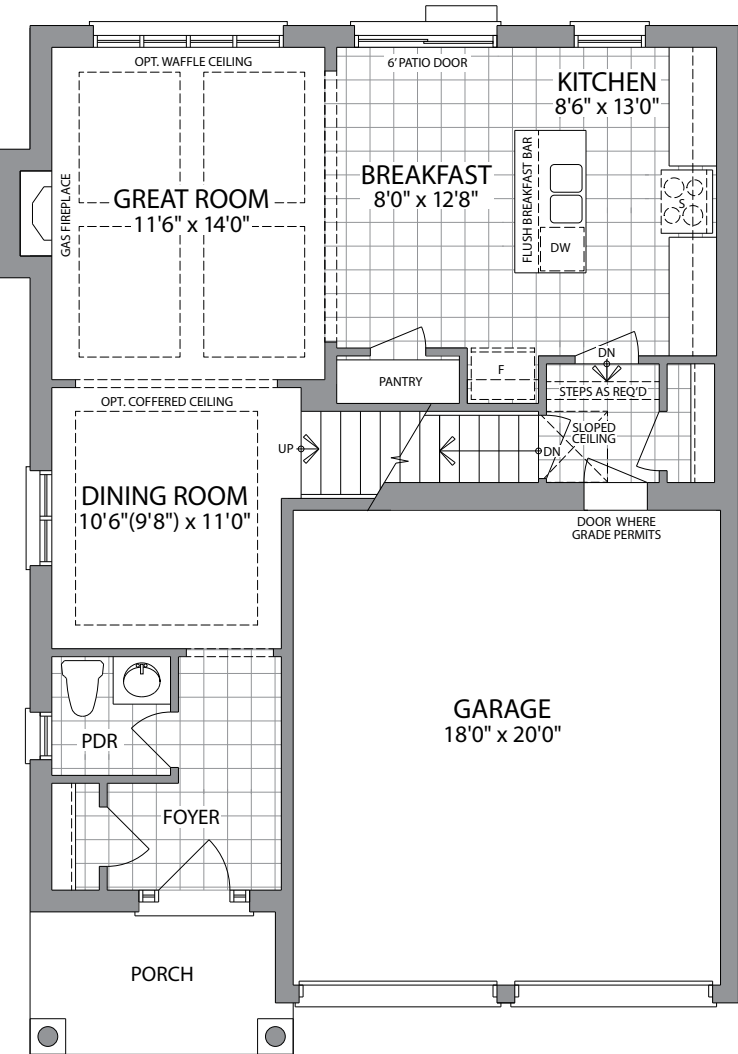 OPT. WAFFLE CEILING
6' PATIO DOOR
KITCHEN
8'6" x 13'0"
GAS FIREPLACE
GREAT ROOM
11'6" x 14'0"
BREAKFAST
8'0" x 12'8"
FLUSH BREAKFAST BAR
DW
S
PANTRY
F
DN
STEPS AS REQ'D
OPT. COFFERED CEILING
UP
DN
SLOPED
CEILING
DINING ROOM
10'6"(9'8") x 11'0"
DOOR WHERE
GRADE PERMITS
PDR
FOYER
GARAGE
18'0" x 20'0"
PORCH